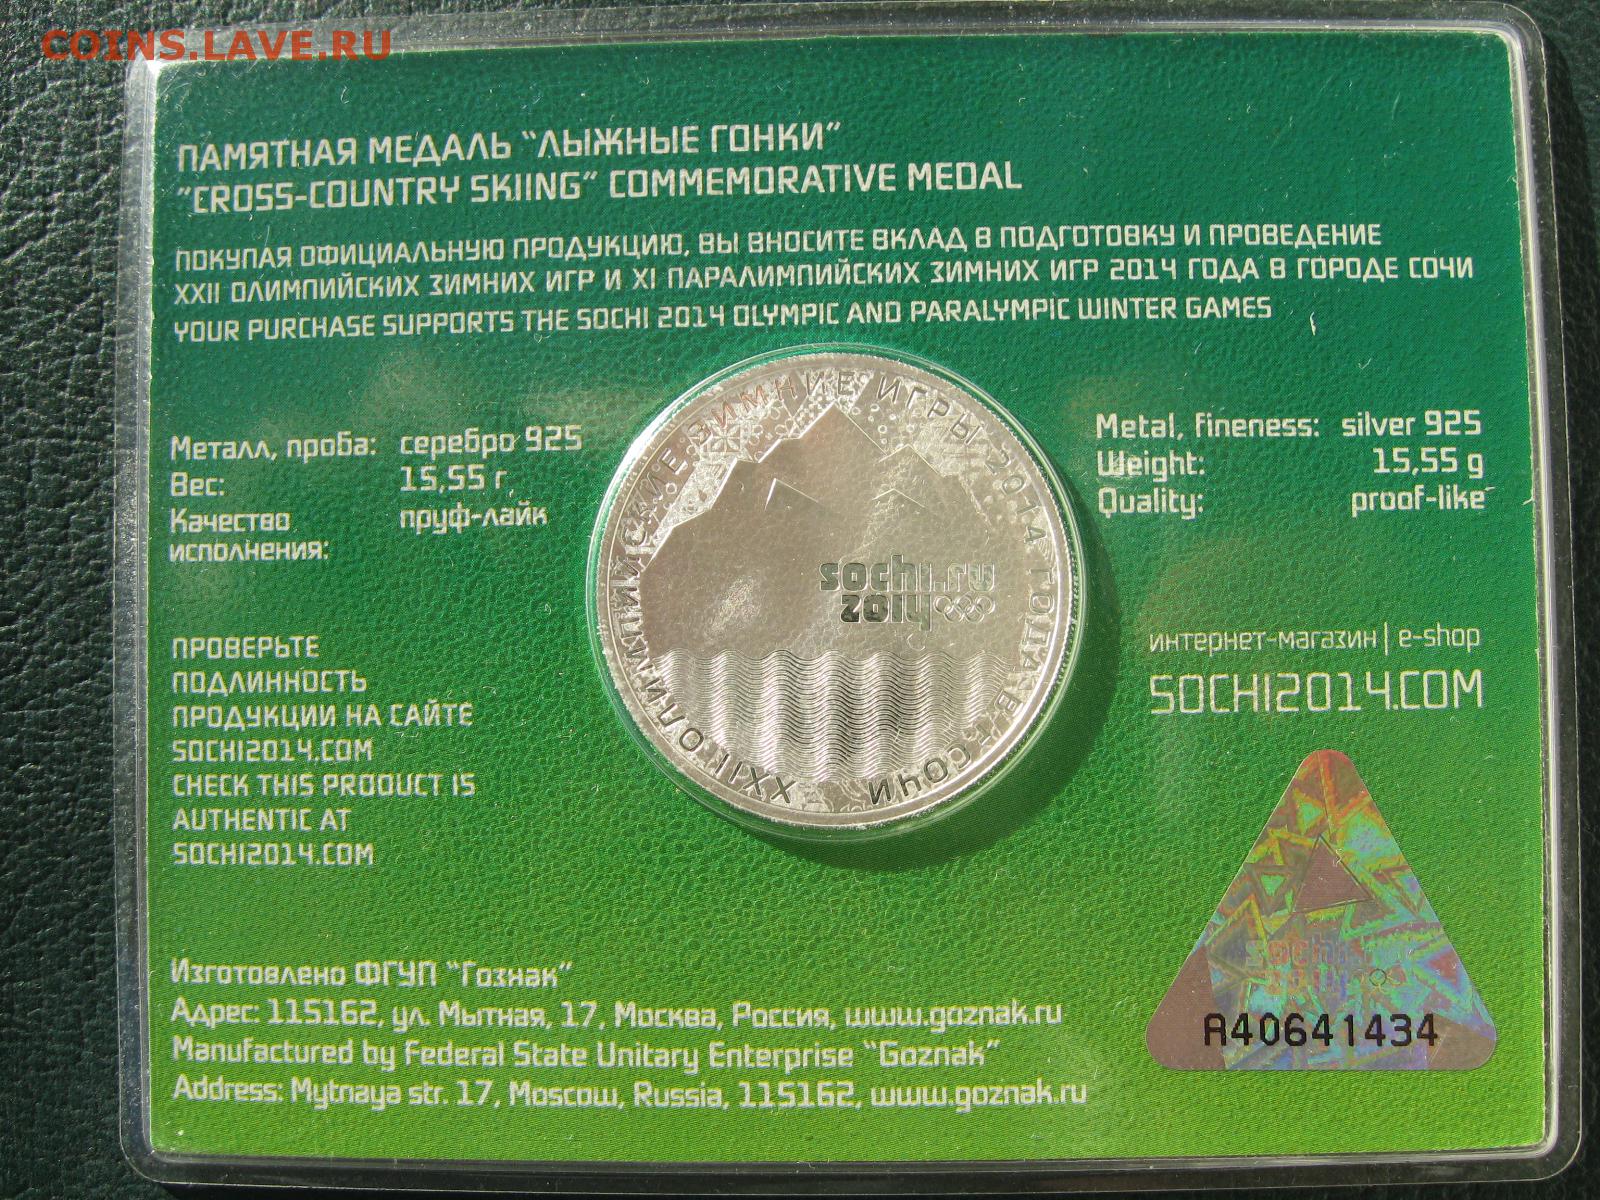 COINS.LAVE.RU
ПАМЯТНАЯ МЕДАЛЬ "ЛЫЖНЫЕ ГОНКИ"
"CROSS-COUNTRY SKIING" COMMEMORATIVE MEDAL
ПОКУПАЯ ОФИЦИАЛЬНУЮ ПРОДУКЦИЮ, ВЫ ВНОСИТЕ ВКЛАД В ПОДГОТОВКУ И ПРОВЕДЕНИЕ
XXII ОЛИМПИЙСКИХ ЗИМНИХ ИГР И XI ПАРАЛИМПИЙСКИХ ЗИМНИХ ИГР 2014 ГОДА В ГОРОДЕ СОЧИ
YOUR PURCHASE SUPPORTS THE SOCHI 2014 OLYMPIC AND PARALYMPIC WINTER GAMES
Металл, проба: серебро 925
Вес: 15,55 г
Качество исполнения: пруф-лайк
Metal, fineness: silver 925
Weight: 15,55 g
Quality: proof-like
XXII ОЛИМПИЙСКИЕ ЗИМНИЕ ИГРЫ 2014 ГОДА В Г.СОЧИ
sochi.ru
2014
ПРОВЕРЬТЕ
ПОДЛИННОСТЬ
ПРОДУКЦИИ НА САЙТЕ
SOCHI2014.COM
CHECK THIS PRODUCT IS
AUTHENTIC AT
SOCHI2014.COM
интернет-магазин | e-shop
SOCHI2014.COM
Изготовлено ФГУП "Гознак"
Адрес: 115162, ул. Мытная, 17, Москва, Россия, www.goznak.ru
Manufactured by Federal State Unitary Enterprise "Goznak"
Address: Mytnaya str. 17, Moscow, Russia, 115162, www.goznak.ru
sochi.ru
2014
A40641434